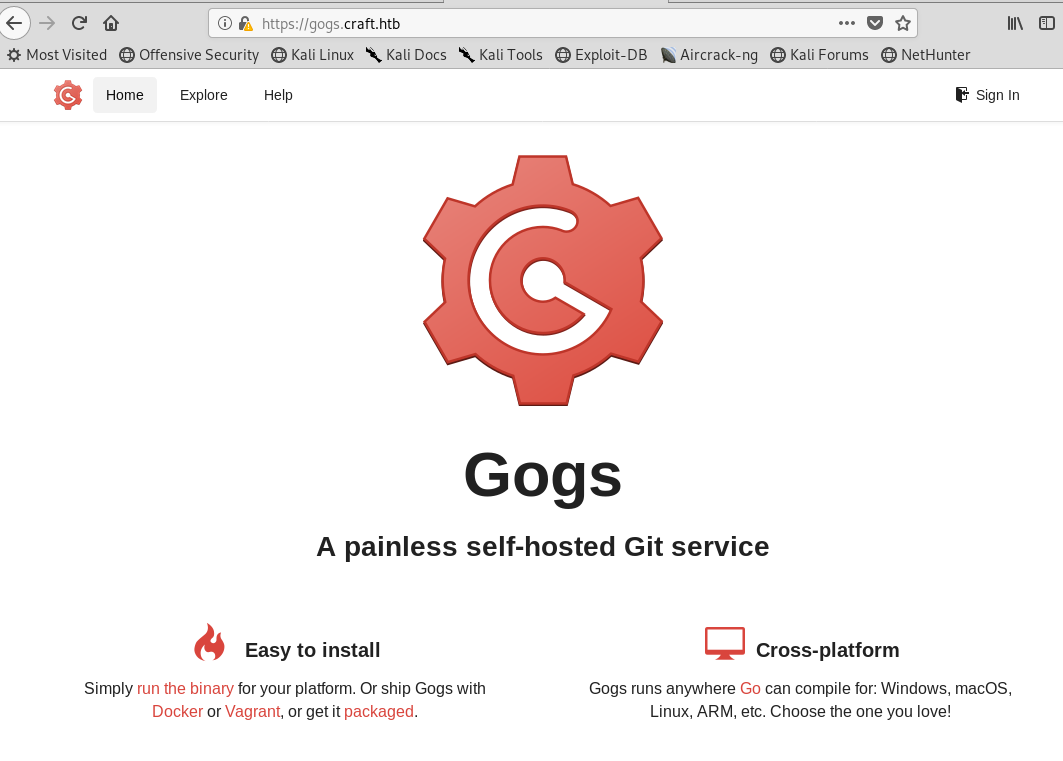 https://gogs.craft.htb
Most Visited Offensive Security Kali Linux Kali Docs Kali Tools Exploit-DB Aircrack-ng Kali Forums NetHunter
Home Explore Help Sign In
Gogs
A painless self-hosted Git service
Easy to install
Simply run the binary for your platform. Or ship Gogs with
Docker or Vagrant, or get it packaged.
Cross-platform
Gogs runs anywhere Go can compile for: Windows, macOS,
Linux, ARM, etc. Choose the one you love!